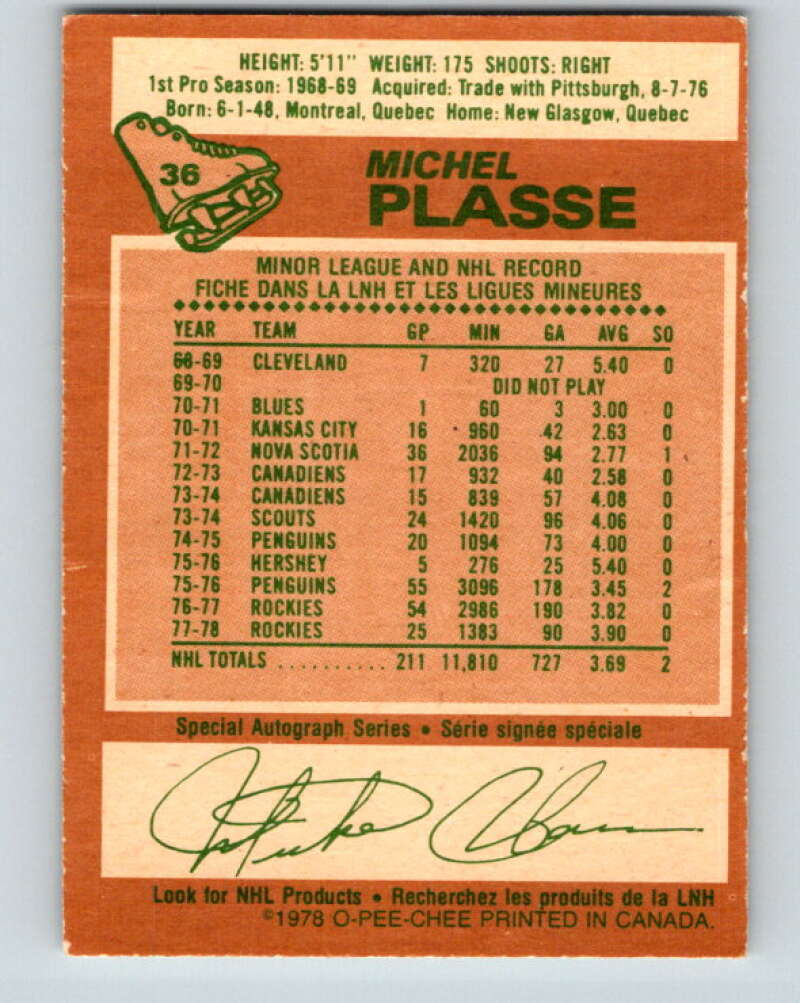 HEIGHT: 5'11" WEIGHT: 175 SHOOTS: RIGHT
1st Pro Season: 1968-69 Acquired: Trade with Pittsburgh, 8-7-76
Born: 6-1-48, Montreal, Quebec Home: New Glasgow, Quebec
36
MICHEL
PLASSE
MINOR LEAGUE AND NHL RECORD
FICHE DANS LA LNH ET LES LIGUES MINEURES
YEAR TEAM GP MIN GA AVG SO
68-69 CLEVELAND 7 320 27 5.40 0
69-70 DID NOT PLAY
70-71 BLUES 1 60 3 3.00 0
70-71 KANSAS CITY 16 960 42 2.63 0
71-72 NOVA SCOTIA 36 2036 94 2.77 1
72-73 CANADIENS 17 932 40 2.58 0
73-74 CANADIENS 15 839 57 4.08 0
73-74 SCOUTS 24 1420 96 4.06 0
74-75 PENGUINS 20 1094 73 4.00 0
75-76 HERSHEY 5 276 25 5.40 0
75-76 PENGUINS 55 3096 178 3.45 2
76-77 ROCKIES 54 2986 190 3.82 0
77-78 ROCKIES 25 1383 90 3.90 0
NHL TOTALS .......... 211 11,810 727 3.69 2
Special Autograph Series • Série signée spéciale
Look for NHL Products • Recherchez les produits de la LNH
©1978 O-PEE-CHEE PRINTED IN CANADA.